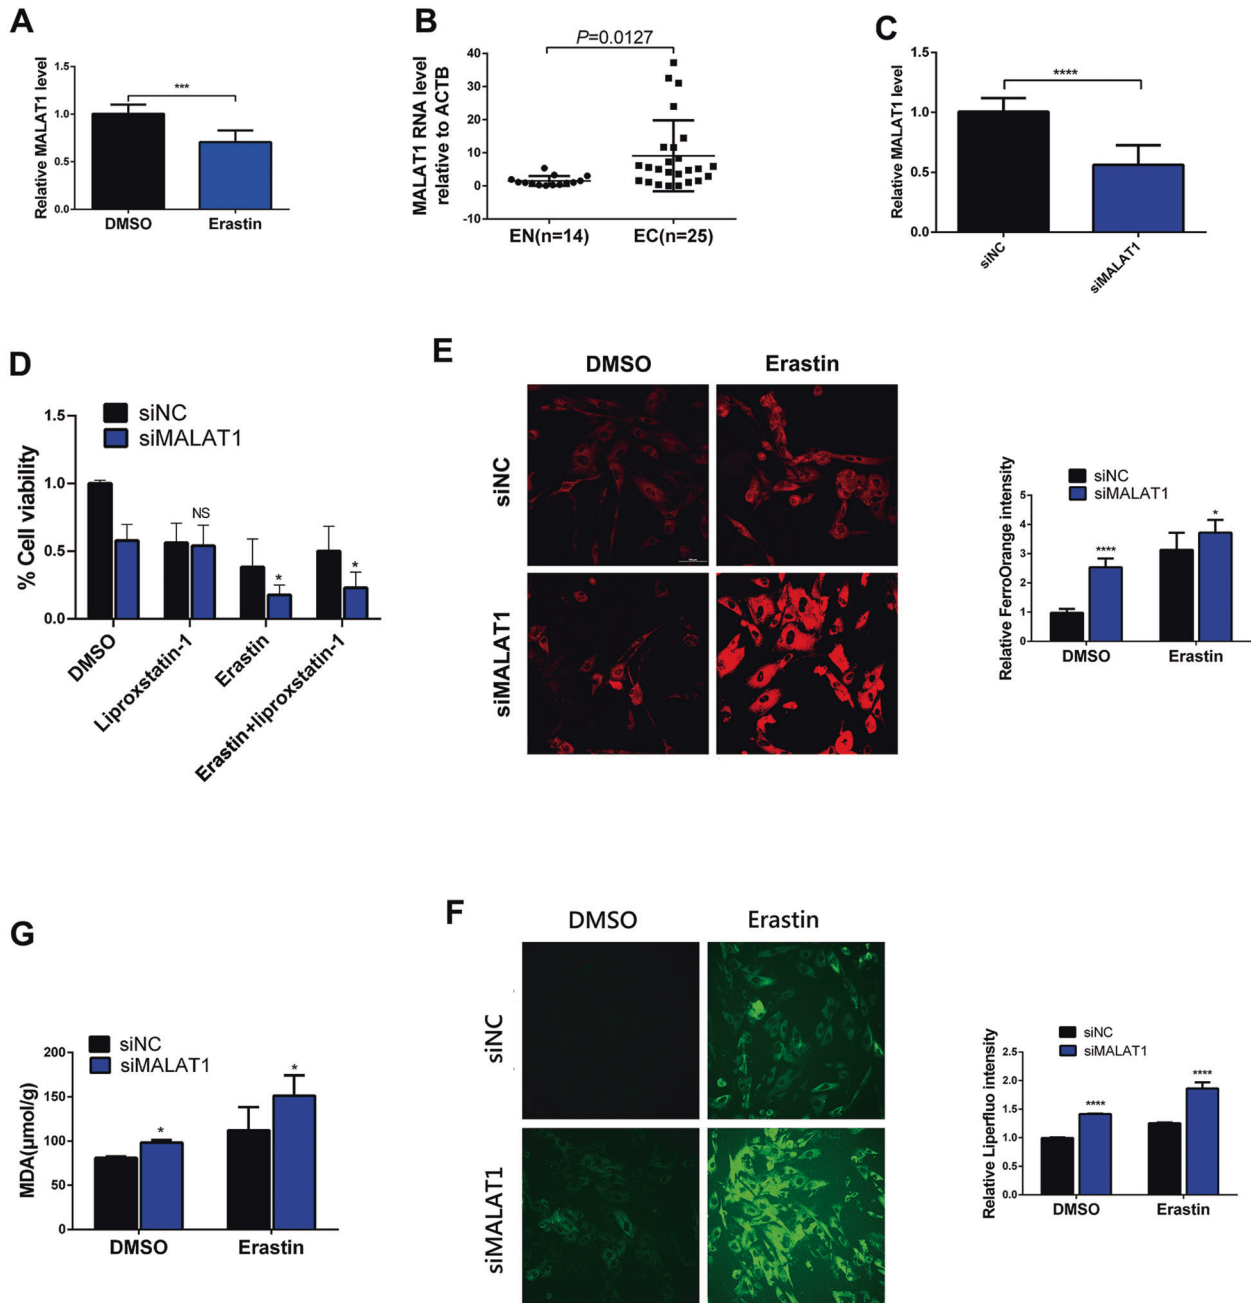 A
Relative MALAT1 level
1.5
1.0
0.5
0.0
***
DMSO
Erastin
B
P=0.0127
MALAT1 RNA level
relative to ACTB
40
30
20
10
0
-10
EN(n=14)
EC(n=25)
C
Relative MALAT1 level
1.5
1.0
0.5
0.0
****
siNC
siMALAT1
D
siNC
siMALAT1
% Cell viability
1.5
1.0
0.5
0.0
NS
*
*
DMSO
Liproxstatin-1
Erastin
Erastin+liproxstatin-1
E
DMSO
Erastin
siNC
siMALAT1
siNC
siMALAT1
Relative FerroOrange intensity
5
4
3
2
1
0
****
*
DMSO
Erastin
G
siNC
siMALAT1
MDA(μmol/g)
200
150
100
50
0
*
*
DMSO
Erastin
F
DMSO
Erastin
siNC
siMALAT1
siNC
siMALAT1
Relative Liperfluo intensity
2.5
2.0
1.5
1.0
0.5
0.0
****
****
DMSO
Erastin